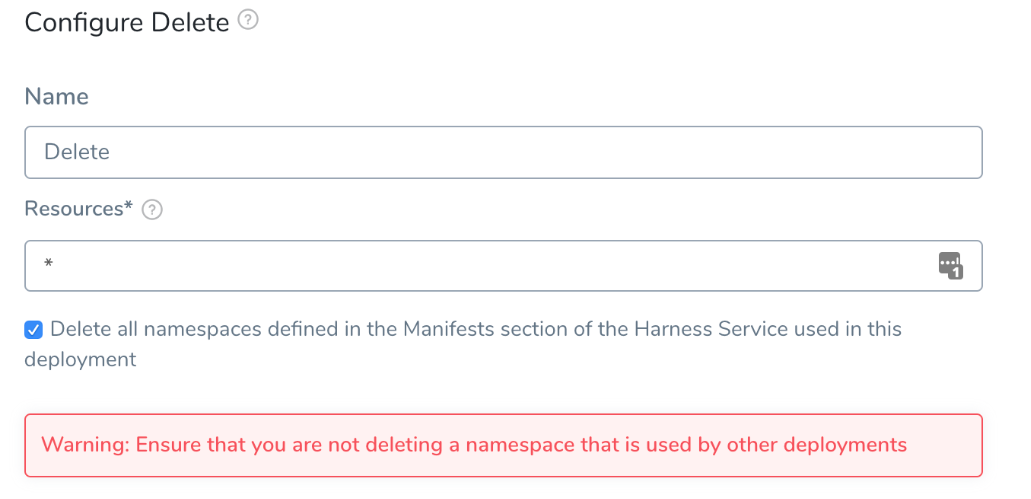 Configure Delete ?
Name
Delete
Resources* ?
*
1
Delete all namespaces defined in the Manifests section of the Harness Service used in this
deployment
Warning: Ensure that you are not deleting a namespace that is used by other deployments